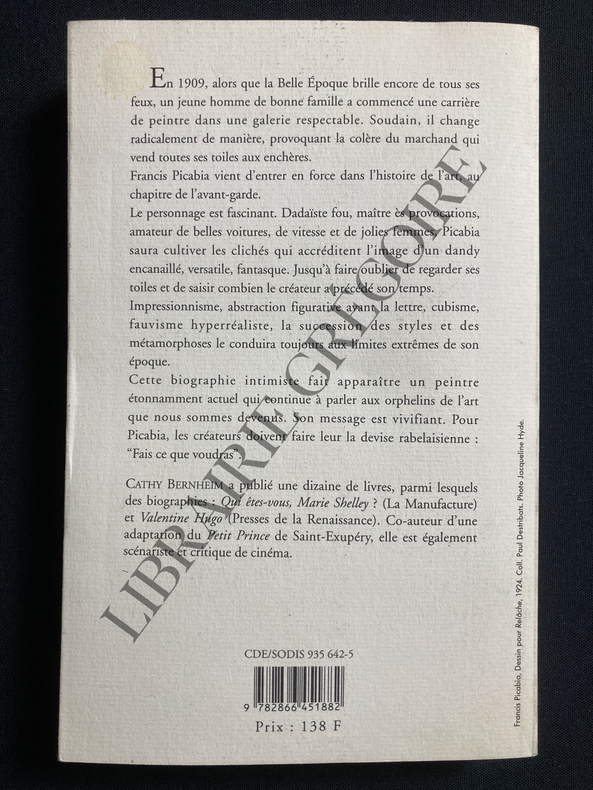 En 1909, alors que la Belle Époque brille encore de tous ses
feux, un jeune homme de bonne famille a commencé une carrière
de peintre dans une galerie respectable. Soudain, il change
radicalement de manière, provoquant la colère du marchand qui
vend toutes ses toiles aux enchères.
Francis Picabia vient d'entrer en force dans l'histoire de l'art, au
chapitre de l'avant-garde.
Le personnage est fascinant. Dadaïste fou, maître ès provocations,
amateur de belles voitures, de vitesse et de jolies femmes, Picabia
saura cultiver les clichés qui accréditent l'image d'un dandy
encanaillé, versatile, fantasque. Jusqu'à faire oublier de regarder ses
toiles et de saisir combien le créateur a précédé son temps.
Impressionnisme, abstraction figurative avant la lettre, cubisme,
fauvisme hyperréaliste, la succession des styles et des
métamorphoses le conduira toujours aux limites extrêmes de son
époque.
Cette biographie intimiste fait apparaître un peintre
étonnamment actuel qui continue à parler aux orphelins de l'art
que nous sommes devenus. Son message est vivifiant. Pour
Picabia, les créateurs doivent faire leur la devise rabelaisienne :
"Fais ce que voudras".
CATHY BERNHEIM a publié une dizaine de livres, parmi lesquels
des biographies : Qui êtes-vous, Marie Shelley ? (La Manufacture)
et Valentine Hugo (Presses de la Renaissance). Co-auteur d'une
adaptation du Petit Prince de Saint-Exupéry, elle est également
scénariste et critique de cinéma.
CDE/SODIS 935 642-5
9 782866 451882
Prix : 138 F
Francis Picabia, Dessin pour Relâche, 1924. Coll. Paul Destribats. Photo Jacqueline Hyde.
LIBRAIRIE GRÉGOIRE